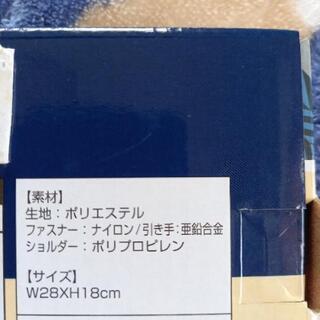 【素材】
生地：ポリエステル
ファスナー：ナイロン/引き手：亜鉛合金
ショルダー：ポリプロピレン
【サイズ】
W28XH18cm